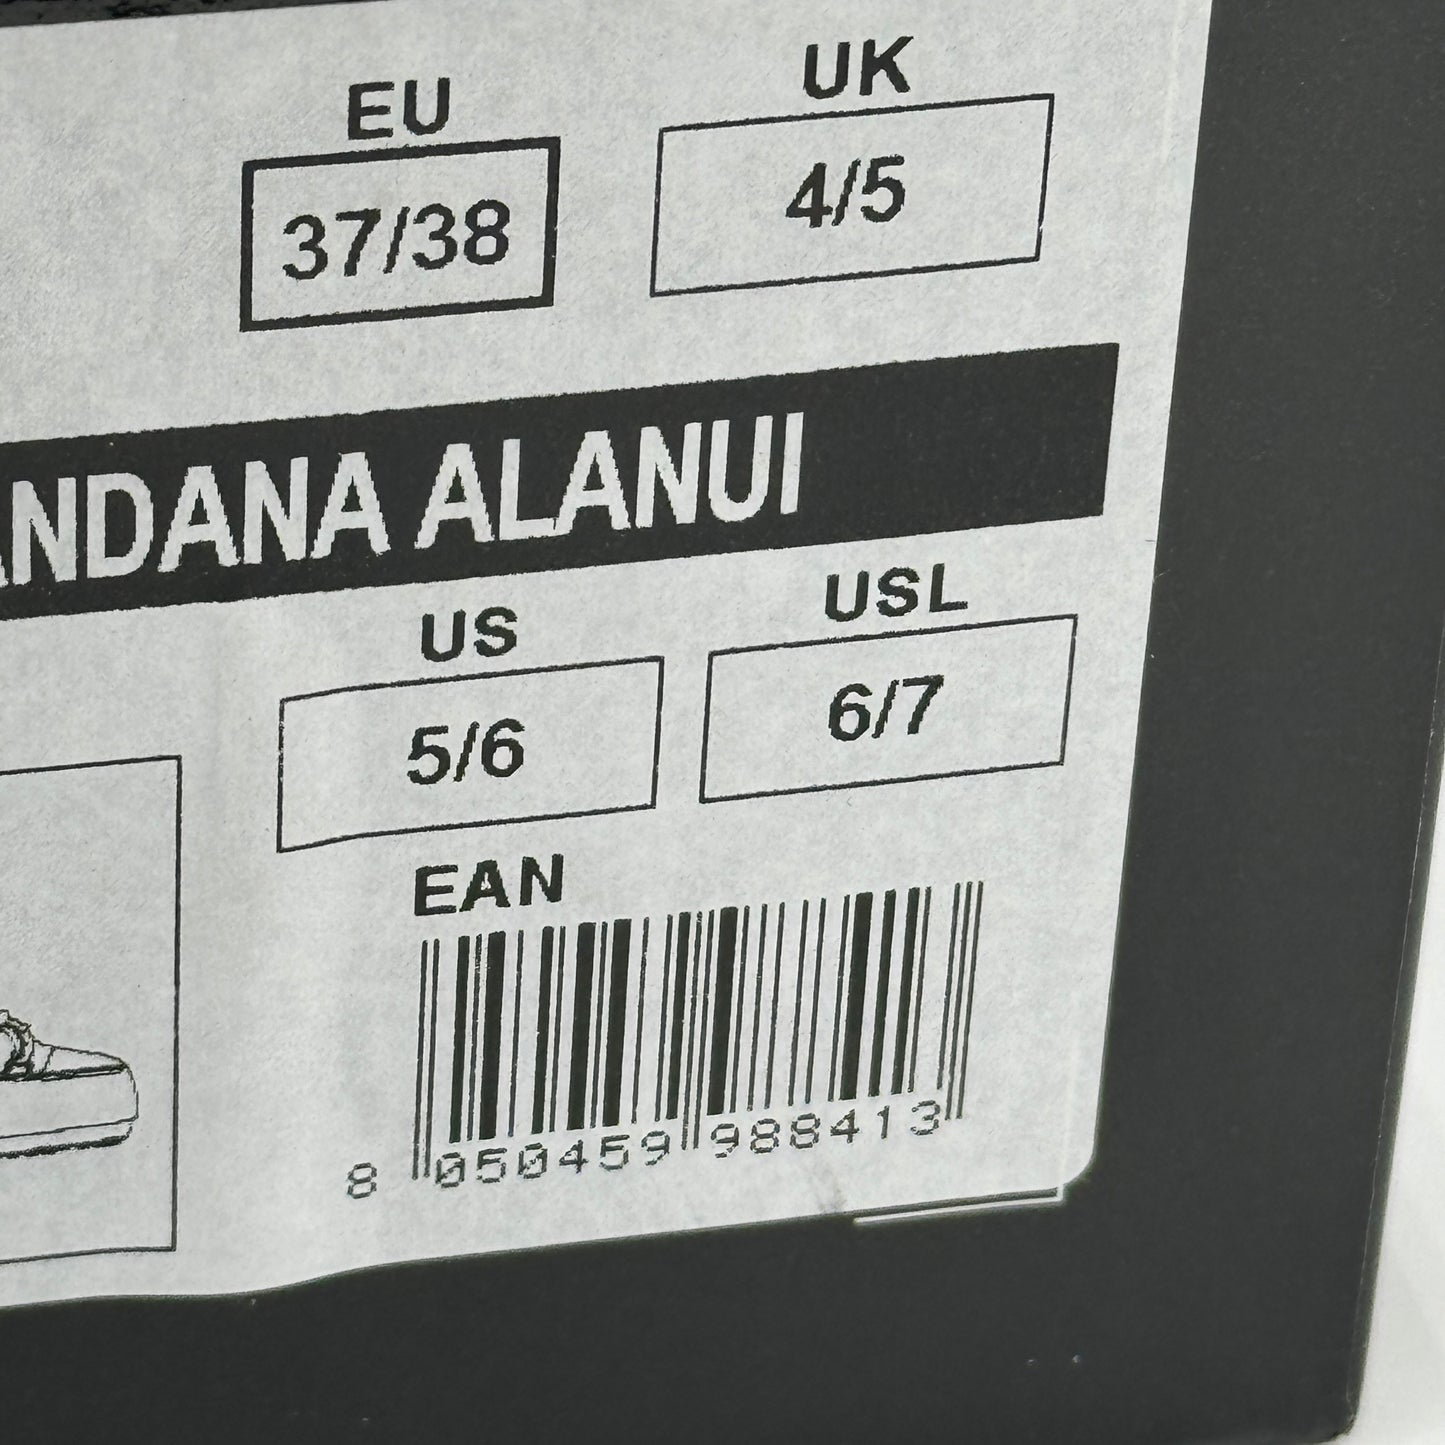 EU UK
37/38 4/5
ANDANA ALANUI
US USL
5/6 6/7
EAN
8 050459 988413